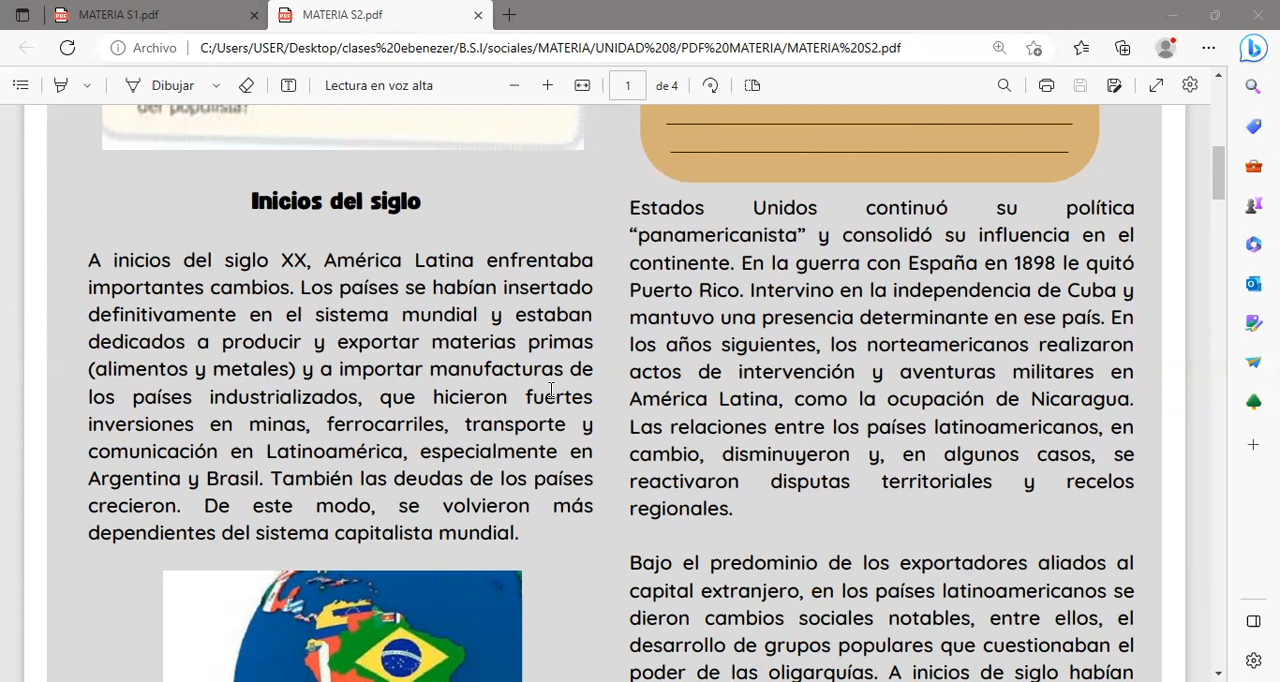 MATERIA S1.pdf
MATERIA S2.pdf
Archivo
C:/Users/USER/Desktop/clases%20ebenezer/B.S.I/sociales/MATERIA/UNIDAD%208/PDF%20MATERIA/MATERIA%20S2.pdf
Dibujar
Lectura en voz alta
1
de 4
der populista?
Inicios del siglo
A inicios del siglo XX, América Latina enfrentaba
importantes cambios. Los países se habían insertado
definitivamente en el sistema mundial y estaban
dedicados a producir y exportar materias primas
(alimentos y metales) y a importar manufacturas de
los países industrializados, que hicieron fuertes
inversiones en minas, ferrocarriles, transporte y
comunicación en Latinoamérica, especialmente en
Argentina y Brasil. También las deudas de los países
crecieron. De este modo, se volvieron más
dependientes del sistema capitalista mundial.
Estados Unidos continuó su política
“panamericanista” y consolidó su influencia en el
continente. En la guerra con España en 1898 le quitó
Puerto Rico. Intervino en la independencia de Cuba y
mantuvo una presencia determinante en ese país. En
los años siguientes, los norteamericanos realizaron
actos de intervención y aventuras militares en
América Latina, como la ocupación de Nicaragua.
Las relaciones entre los países latinoamericanos, en
cambio, disminuyeron y, en algunos casos, se
reactivaron disputas territoriales y recelos
regionales.
Bajo el predominio de los exportadores aliados al
capital extranjero, en los países latinoamericanos se
dieron cambios sociales notables, entre ellos, el
desarrollo de grupos populares que cuestionaban el
poder de las oligarquías. A inicios de siglo habían